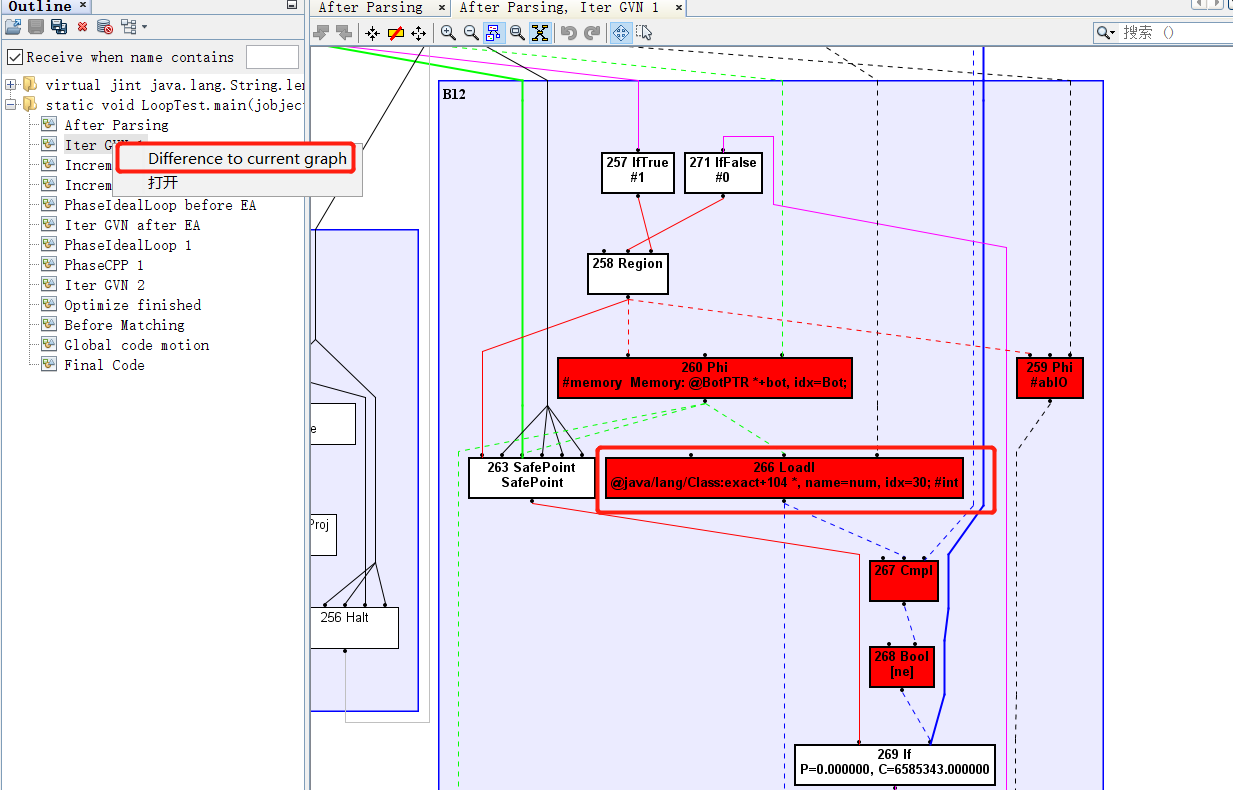 Outline ×
After Parsing × After Parsing, Iter GVN 1 ×
搜索 ()
Receive when name contains
virtual jint java.lang.String.ler
static void LoopTest.main(jobject
After Parsing
Iter GVN
Difference to current graph
Increm
Increm
打开
PhaseIdealLoop before EA
Iter GVN after EA
PhaseIdealLoop 1
PhaseCPP 1
Iter GVN 2
Optimize finished
Before Matching
Global code motion
Final Code
B12
257 IfTrue
#1
271 IfFalse
#0
258 Region
260 Phi
#memory Memory: @BotPTR *+bot, idx=Bot;
259 Phi
#abIO
e
263 SafePoint
SafePoint
266 LoadI
@java/lang/Class:exact+104 *, name=num, idx=30; #int
Proj
267 CmpI
256 Halt
268 Bool
[ne]
269 If
P=0.000000, C=6585343.000000